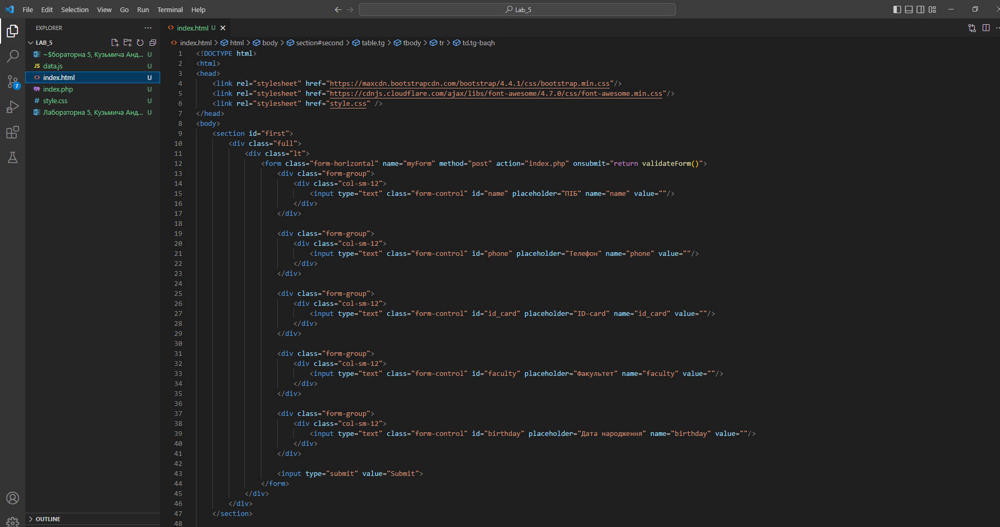 File Edit Selection View Go Run Terminal Help
Lab_5
EXPLORER
index.html U
LAB_5
index.html > html > body > section#second > table.tg > tbody > tr > td.tg-baqh
~$бораторна 5, Кузьмича Анд... U
data.js U
index.html U
index.php U
style.css U
Лабораторна 5, Кузьмича Анд... U
7
OUTLINE
1 <!DOCTYPE html>
2 <html>
3 <head>
4 <link rel="stylesheet" href="https://maxcdn.bootstrapcdn.com/bootstrap/4.4.1/css/bootstrap.min.css"/>
5 <link rel="stylesheet" href="https://cdnjs.cloudflare.com/ajax/libs/font-awesome/4.7.0/css/font-awesome.min.css"/>
6 <link rel="stylesheet" href="style.css" />
7 </head>
8 <body>
9 <section id="first">
10 <div class="full">
11 <div class="lt">
12 <form class="form-horizontal" name="myForm" method="post" action="index.php" onsubmit="return validateForm()">
13 <div class="form-group">
14 <div class="col-sm-12">
15 <input type="text" class="form-control" id="name" placeholder="ПІБ" name="name" value=""/>
16 </div>
17 </div>
18
19 <div class="form-group">
20 <div class="col-sm-12">
21 <input type="text" class="form-control" id="phone" placeholder="Телефон" name="phone" value=""/>
22 </div>
23 </div>
24
25 <div class="form-group">
26 <div class="col-sm-12">
27 <input type="text" class="form-control" id="id_card" placeholder="ID-card" name="id_card" value=""/>
28 </div>
29 </div>
30
31 <div class="form-group">
32 <div class="col-sm-12">
33 <input type="text" class="form-control" id="faculty" placeholder="Факультет" name="faculty" value=""/>
34 </div>
35 </div>
36
37 <div class="form-group">
38 <div class="col-sm-12">
39 <input type="text" class="form-control" id="birthday" placeholder="Дата народження" name="birthday" value=""/>
40 </div>
41 </div>
42
43 <input type="submit" value="Submit">
44 </form>
45 </div>
46 </div>
47 </section>
48